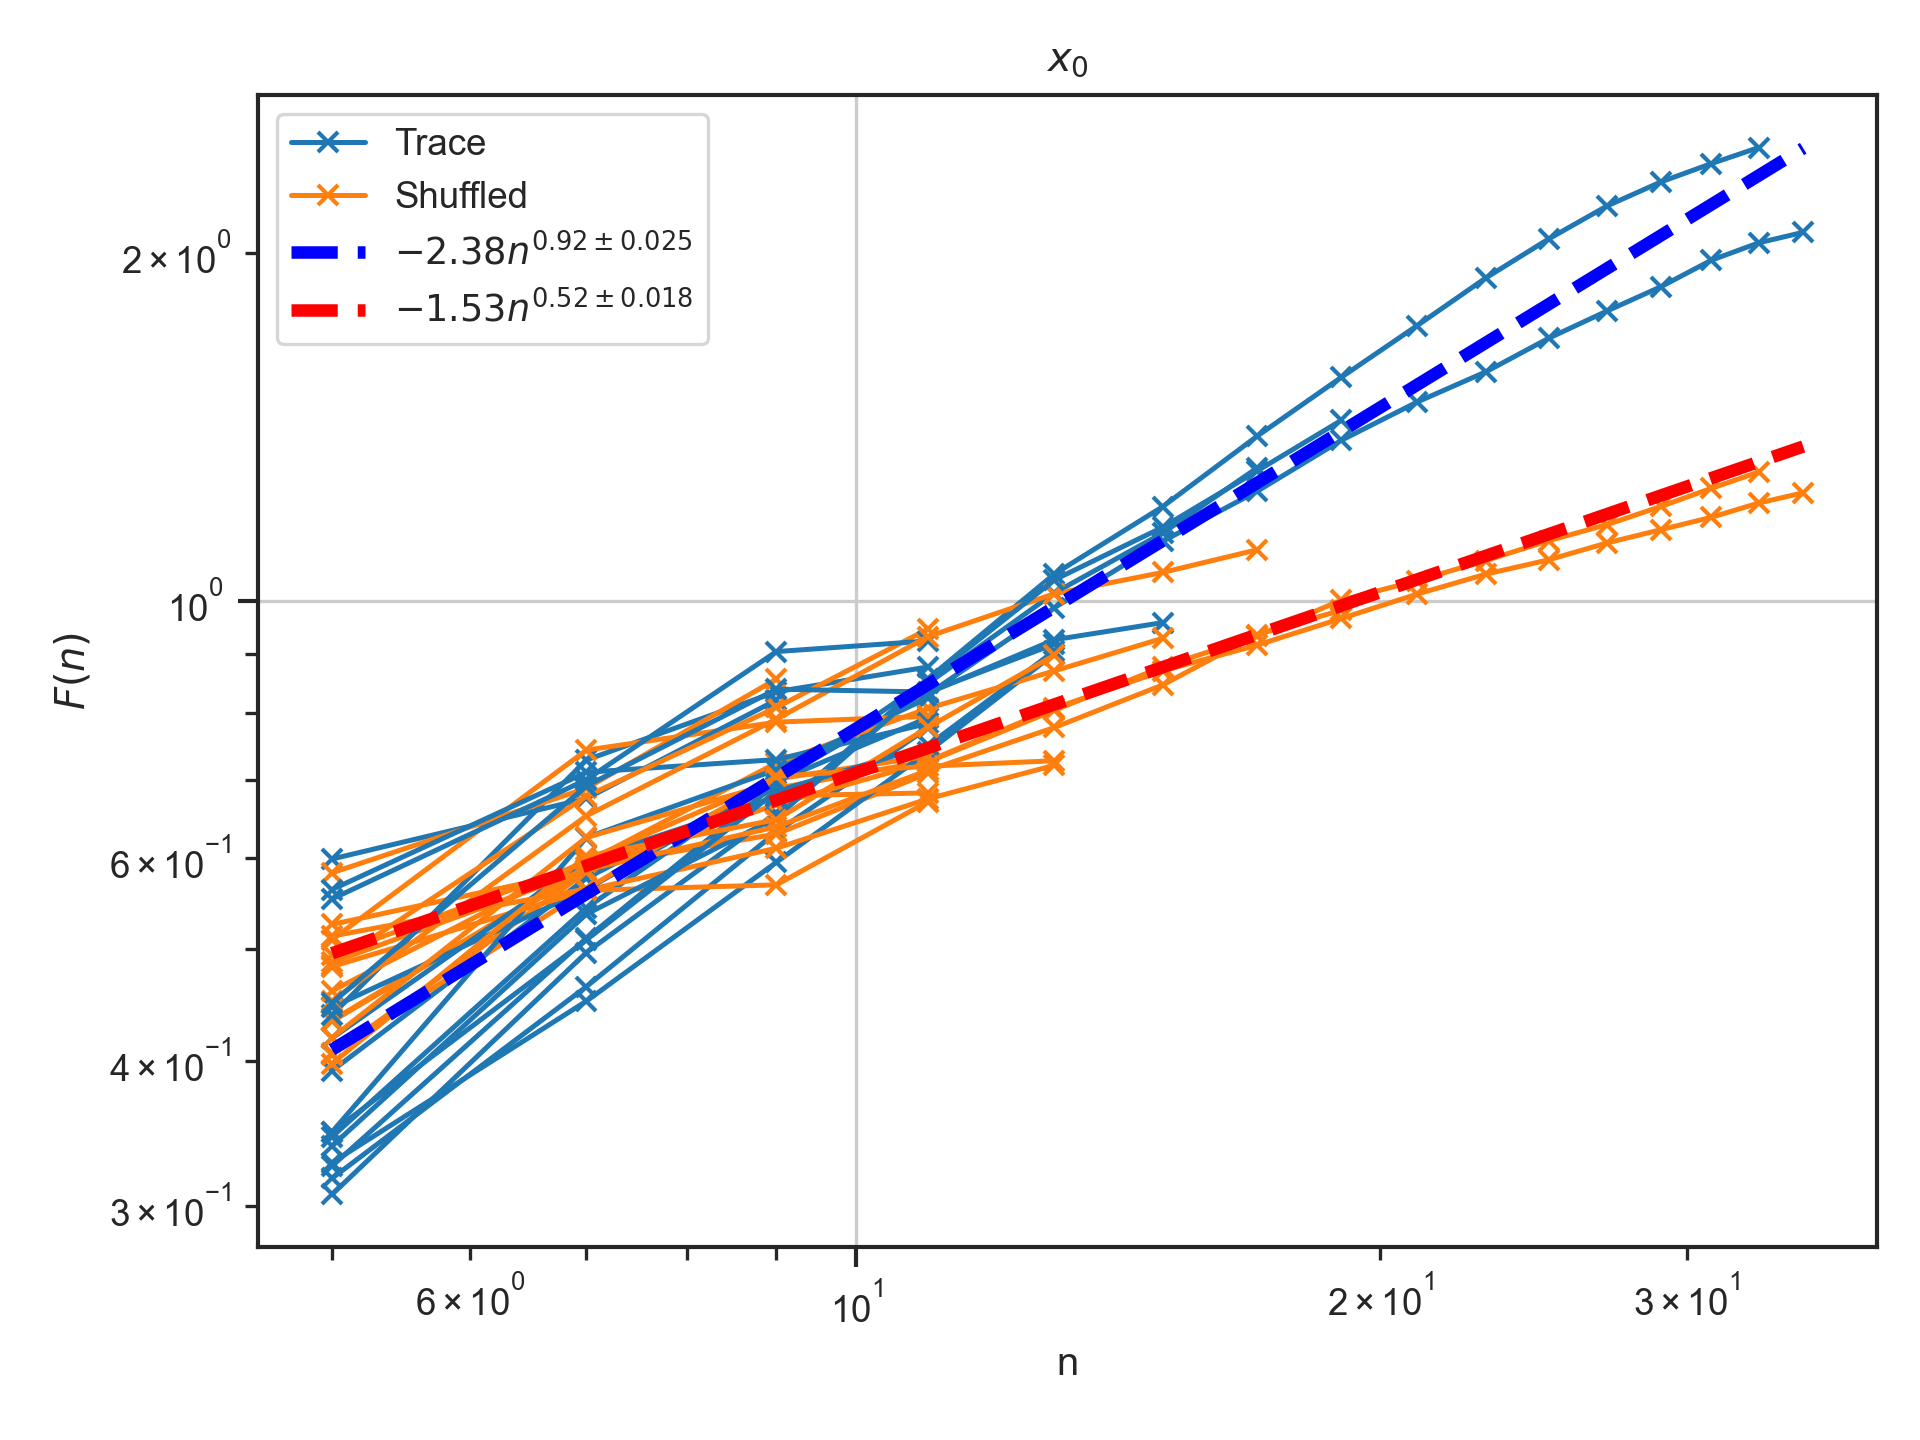 x₀
Trace
Shuffled
−2.38n^{0.92 ± 0.025}
−1.53n^{0.52 ± 0.018}
F(n)
2 × 10⁰
10⁰
6 × 10⁻¹
4 × 10⁻¹
3 × 10⁻¹
6 × 10⁰
10¹
2 × 10¹
3 × 10¹
n